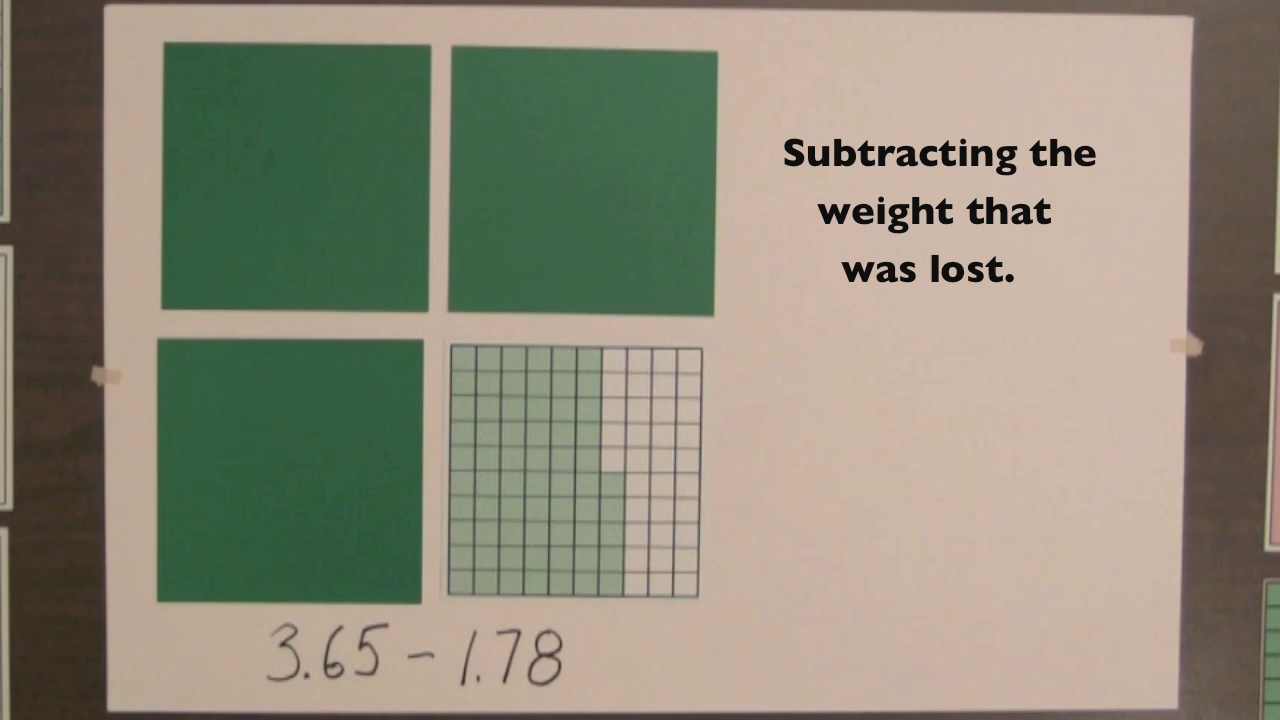 Subtracting the
weight that
was lost.
3.65 - 1.78